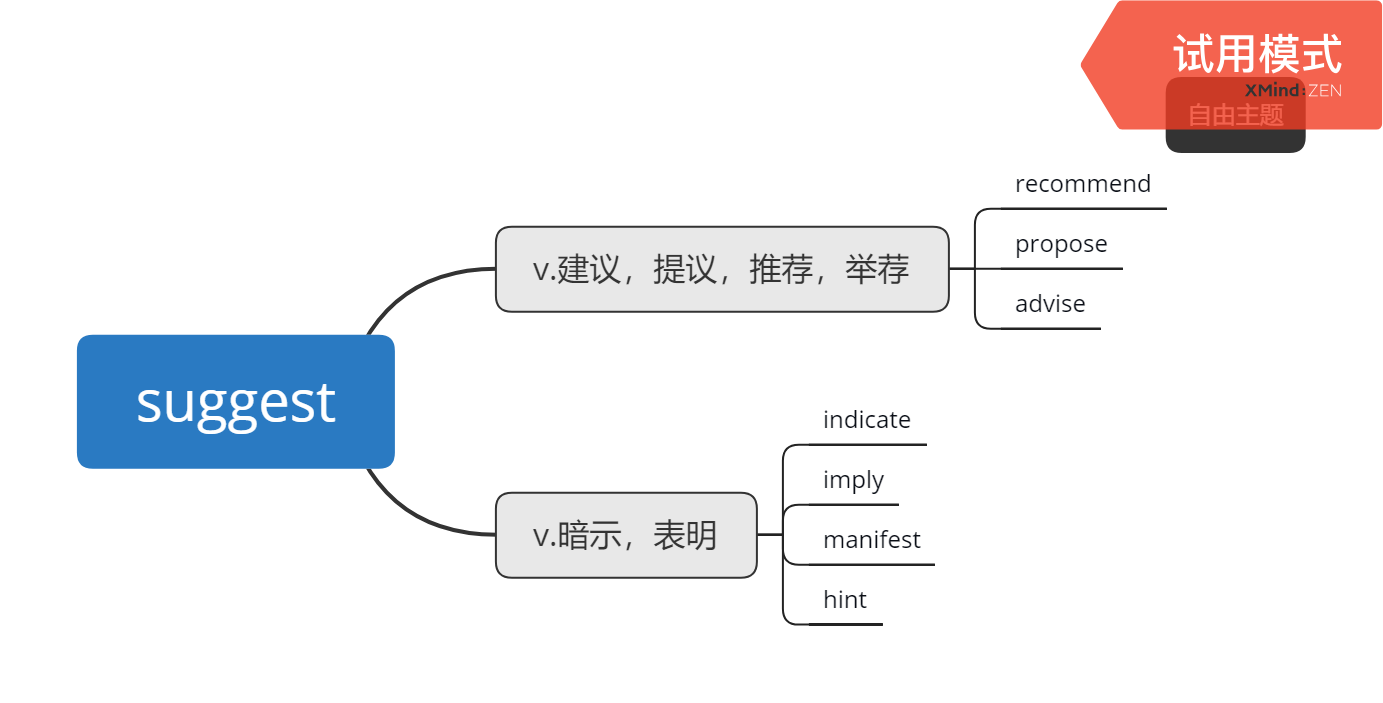 试用模式
XMind:ZEN
自由主题
suggest
v.建议，提议，推荐，举荐
recommend
propose
advise
v.暗示，表明
indicate
imply
manifest
hint